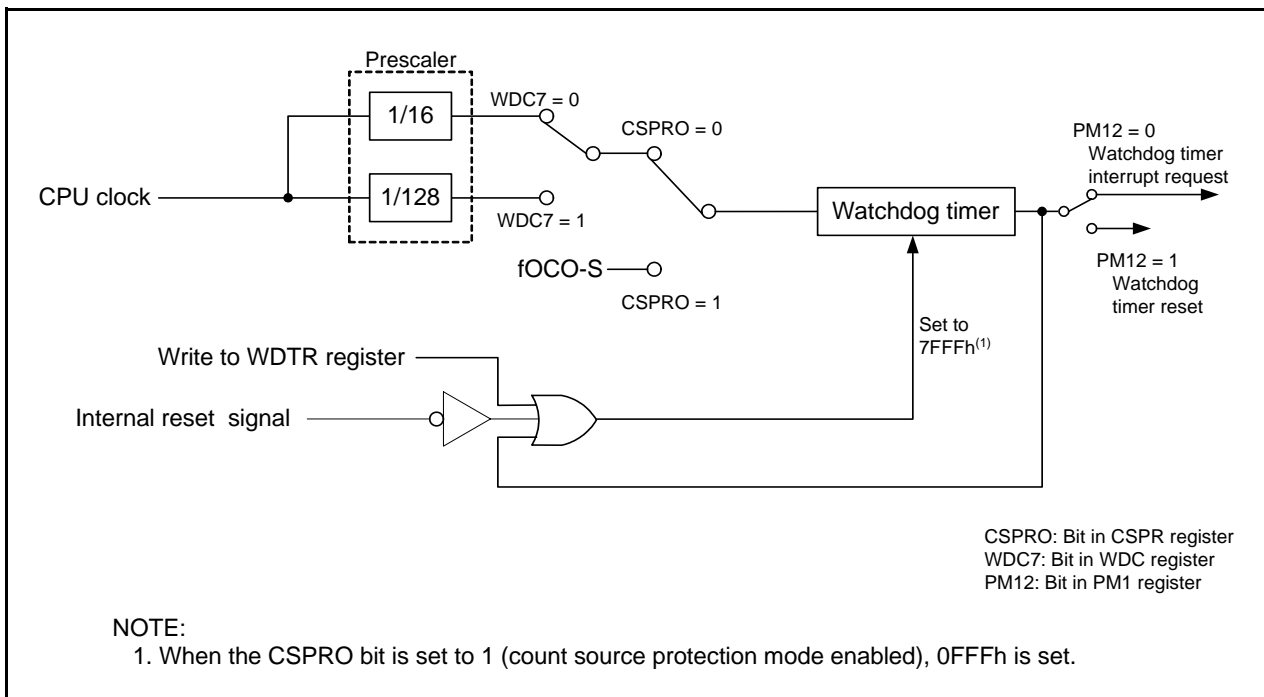 Prescaler
1/16
WDC7 = 0
CSPRO = 0
PM12 = 0
Watchdog timer
interrupt request
CPU clock
1/128
WDC7 = 1
Watchdog timer
fOCO-S
CSPRO = 1
PM12 = 1
Watchdog
timer reset
Set to
7FFFh(1)
Write to WDTR register
Internal reset signal
CSPRO: Bit in CSPR register
WDC7: Bit in WDC register
PM12: Bit in PM1 register
NOTE:
1. When the CSPRO bit is set to 1 (count source protection mode enabled), 0FFFh is set.